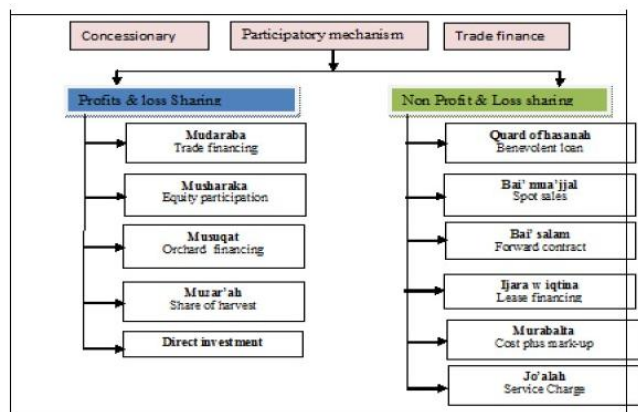 Concessionary
Participatory mechanism
Trade finance
Profits & loss Sharing
Non Profit & Loss sharing
Mudaraba
Trade financing
Musharaka
Equity participation
Musuqat
Orchard financing
Muzar'ah
Share of harvest
Direct investment
Quard of hasanah
Benevolent loan
Bai' mua'jjal
Spot sales
Bai' salam
Forward contract
Ijara w iqtina
Lease financing
Murabalta
Cost plus mark-up
Jo'alah
Service Charge